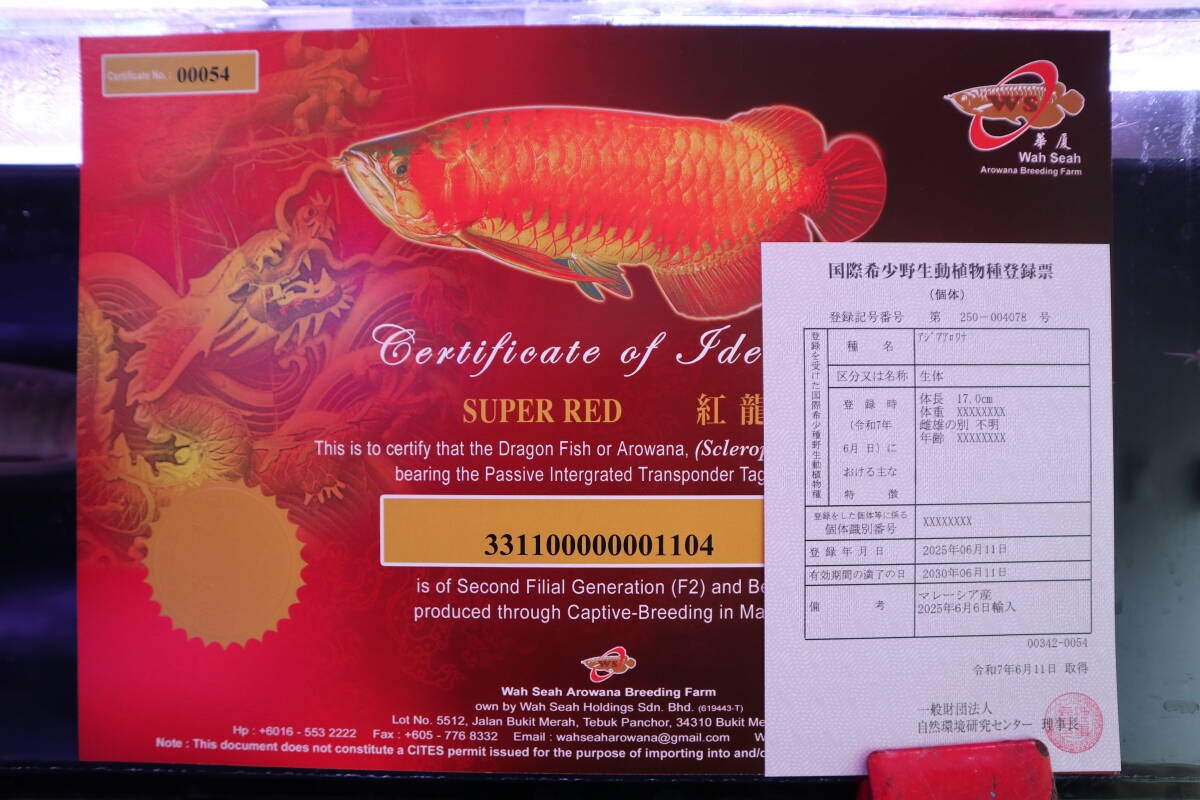 Certificate No. : 00054
WS
華 厦
Wah Seah
Arowana Breeding Farm
Certificate of Ide
SUPER RED 紅 龍
This is to certify that the Dragon Fish or Arowana, (Sclerop
bearing the Passive Intergrated Transponder Tag
331100000001104
is of Second Filial Generation (F2) and Be
produced through Captive-Breeding in Ma
WS
Wah Seah Arowana Breeding Farm
own by Wah Seah Holdings Sdn. Bhd. (619443-T)
Lot No. 5512, Jalan Bukit Merah, Tebuk Panchor, 34310 Bukit Me
Hp : +6016 - 553 2222 Fax : +605 - 776 8332 Email : wahseaharowana@gmail.com W
Note : This document does not constitute a CITES permit issued for the purpose of importing into and/o
国際希少野生動植物種登録票
(個体)
登録記号番号 第 250-004078 号
登録を受けた国際希少野生動植物種
種 名 アジアアロワナ
区分又は名称 生体
登 録 時
(令和7年
6月 日) に
おける主な
特 徴
体長 17.0cm
体重 XXXXXXXX
雌雄の別 不明
年齢 XXXXXXXX
登録をした個体等に係る
個体識別番号 XXXXXXXX
登 録 年 月 日 2025年06月11日
有効期間の満了の日 2030年06月11日
備 考 マレーシア産
2025年6月6日輸入
00342-0054
令和7年6月11日 取得
一般財団法人
自然環境研究センター 理事長